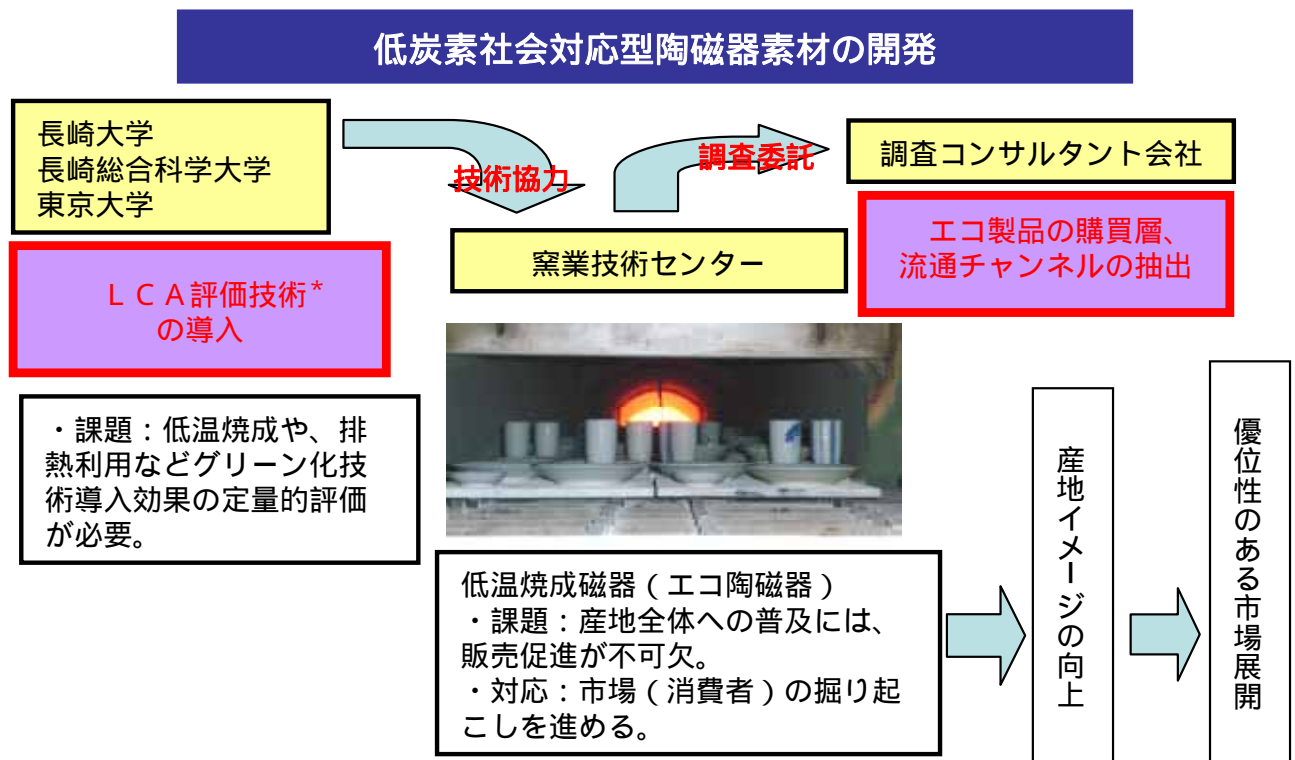 低炭素社会対応型陶磁器素材の開発
長崎大学
長崎総合科学大学
東京大学
技術協力
調査委託
調査コンサルタント会社
窯業技術センター
ＬＣＡ評価技術*
の導入
エコ製品の購買層、
流通チャンネルの抽出
・課題：低温焼成や、排
熱利用などグリーン化技
術導入効果の定量的評価
が必要。
低温焼成磁器（エコ陶磁器）
・課題：産地全体への普及には、
販売促進が不可欠。
・対応：市場（消費者）の掘り起
こしを進める。
産地イメージの向上
優位性のある市場展開